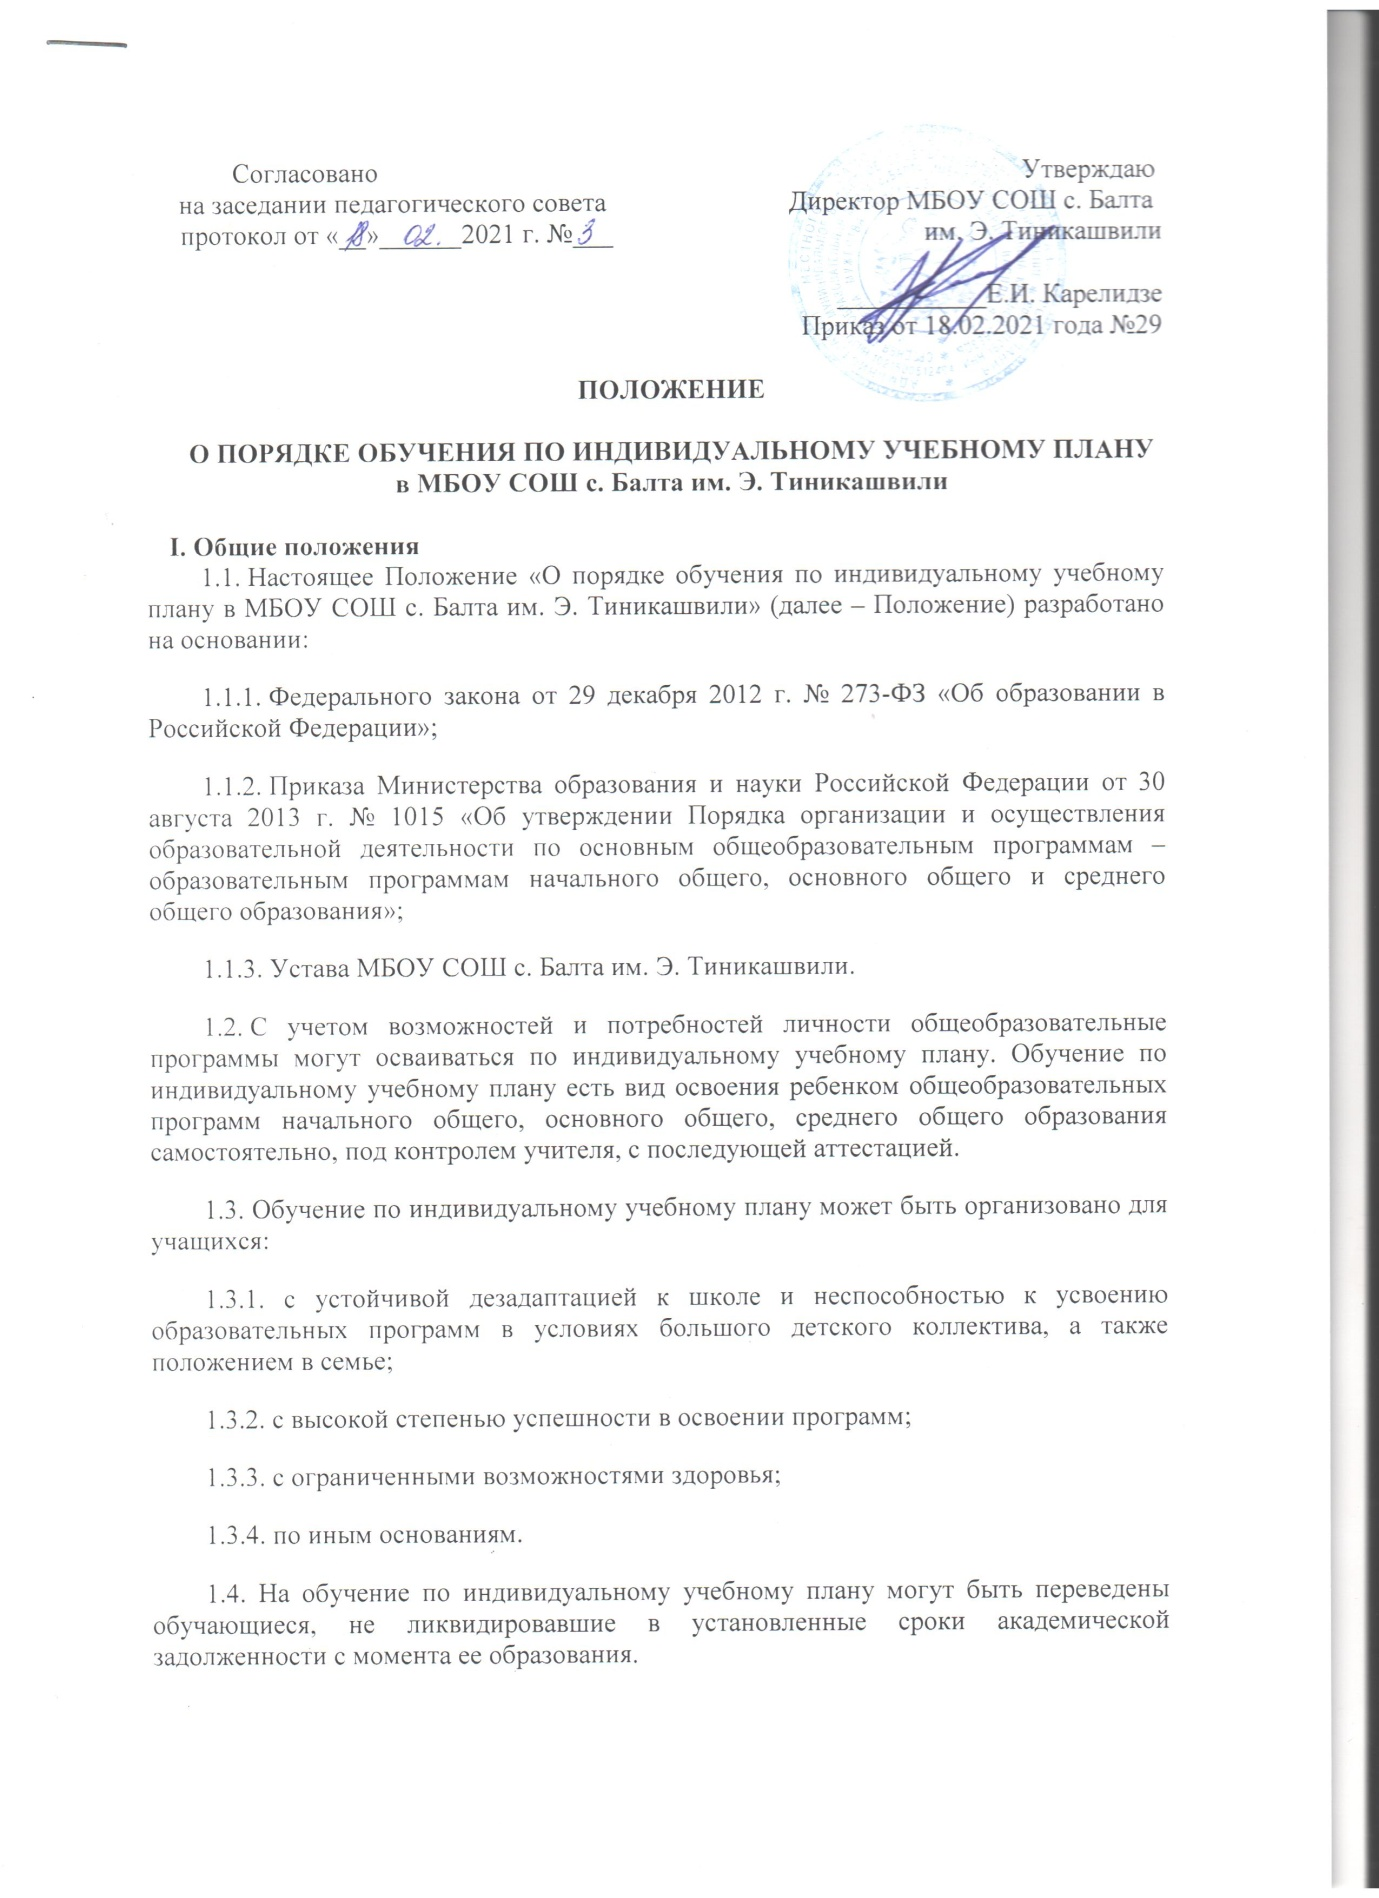 Согласовано
на заседании педагогического совета
протокол от «18» 02. 2021 г. № 3
Утверждаю
Директор МБОУ СОШ с. Балта
им. Э. Тиникашвили
____________Е.И. Карелидзе
Приказ от 18.02.2021 года №29
ПОЛОЖЕНИЕ
О ПОРЯДКЕ ОБУЧЕНИЯ ПО ИНДИВИДУАЛЬНОМУ УЧЕБНОМУ ПЛАНУ
в МБОУ СОШ с. Балта им. Э. Тиникашвили
I. Общие положения
1.1. Настоящее Положение «О порядке обучения по индивидуальному учебному
плану в МБОУ СОШ с. Балта им. Э. Тиникашвили» (далее – Положение) разработано
на основании:
1.1.1. Федерального закона от 29 декабря 2012 г. № 273-ФЗ «Об образовании в
Российской Федерации»;
1.1.2. Приказа Министерства образования и науки Российской Федерации от 30
августа 2013 г. № 1015 «Об утверждении Порядка организации и осуществления
образовательной деятельности по основным общеобразовательным программам –
образовательным программам начального общего, основного общего и среднего
общего образования»;
1.1.3. Устава МБОУ СОШ с. Балта им. Э. Тиникашвили.
1.2. С учетом возможностей и потребностей личности общеобразовательные
программы могут осваиваться по индивидуальному учебному плану. Обучение по
индивидуальному учебному плану есть вид освоения ребенком общеобразовательных
программ начального общего, основного общего, среднего общего образования
самостоятельно, под контролем учителя, с последующей аттестацией.
1.3. Обучение по индивидуальному учебному плану может быть организовано для
учащихся:
1.3.1. с устойчивой дезадаптацией к школе и неспособностью к усвоению
образовательных программ в условиях большого детского коллектива, а также
положением в семье;
1.3.2. с высокой степенью успешности в освоении программ;
1.3.3. с ограниченными возможностями здоровья;
1.3.4. по иным основаниям.
1.4. На обучение по индивидуальному учебному плану могут быть переведены
обучающиеся, не ликвидировавшие в установленные сроки академической
задолженности с момента ее образования.